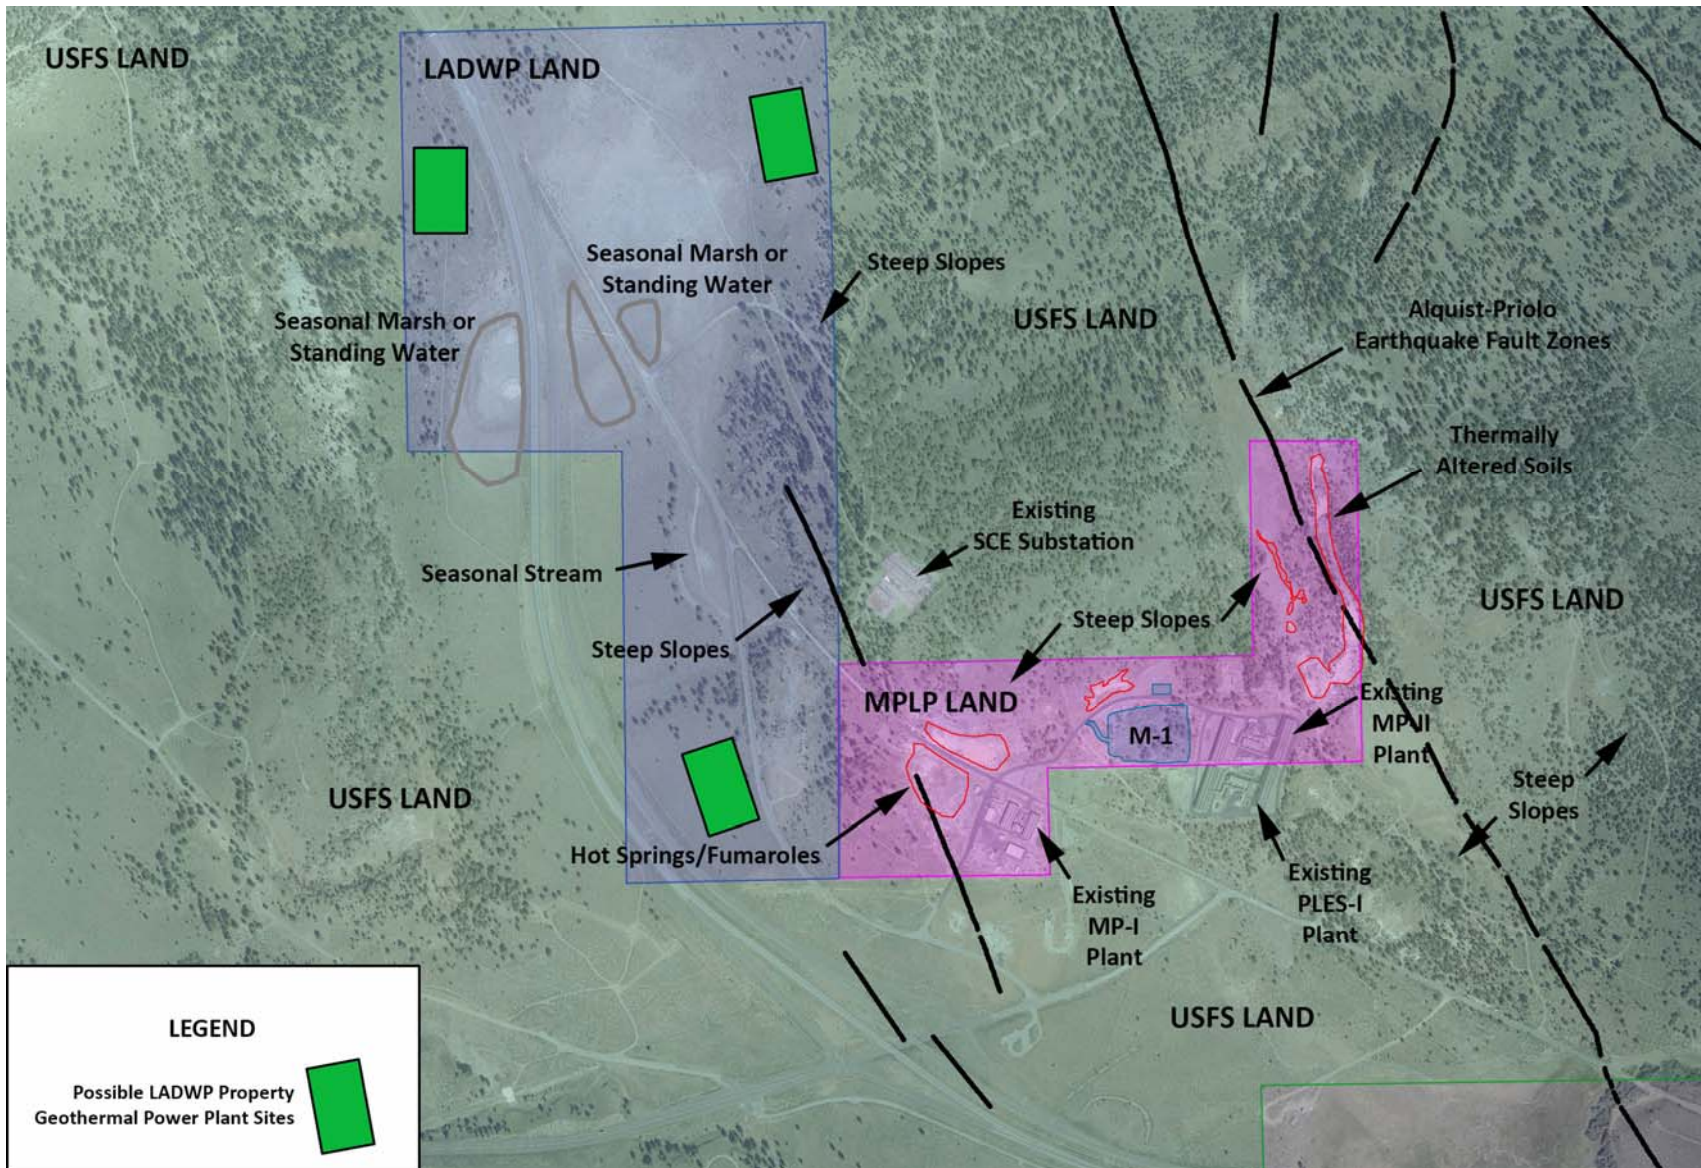 USFS LAND
LADWP LAND
Seasonal Marsh or
Standing Water
Steep Slopes
Seasonal Marsh or
Standing Water
USFS LAND
Alquist-Priolo
Earthquake Fault Zones
Thermally
Altered Soils
Existing
SCE Substation
Seasonal Stream
USFS LAND
Steep Slopes
Steep Slopes
MPLP LAND
M-1
Existing
MP-II
Plant
USFS LAND
Steep
Slopes
Hot Springs/Fumaroles
Existing
MP-I
Plant
Existing
PLES-I
Plant
USFS LAND
LEGEND
Possible LADWP Property
Geothermal Power Plant Sites